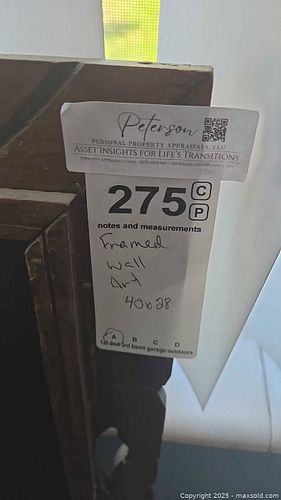 Peterson
PERSONAL PROPERTY APPRAISALS, LLC
ASSET INSIGHTS FOR LIFE'S TRANSITIONS
275 C
P
notes and measurements
Framed
wall
Art
40x28
A B C D
1st 2nd 3rd bsmt garage outdoors
Copyright © 2025 - maxsold.com